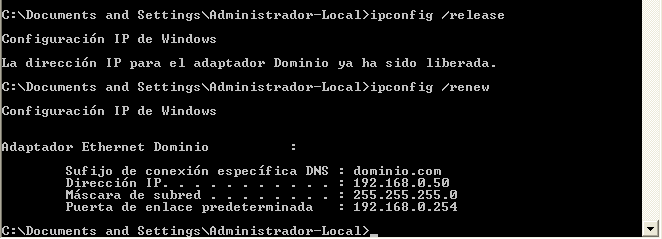 C:\Documents and Settings\Administrador-Local>ipconfig /release
Configuración IP de Windows
La dirección IP para el adaptador Dominio ya ha sido liberada.
C:\Documents and Settings\Administrador-Local>ipconfig /renew
Configuración IP de Windows
Adaptador Ethernet Dominio          :
        Sufijo de conexión específica DNS : dominio.com
        Dirección IP. . . . . . . . . . . : 192.168.0.50
        Máscara de subred . . . . . . . . : 255.255.255.0
        Puerta de enlace predeterminada   : 192.168.0.254
C:\Documents and Settings\Administrador-Local>_